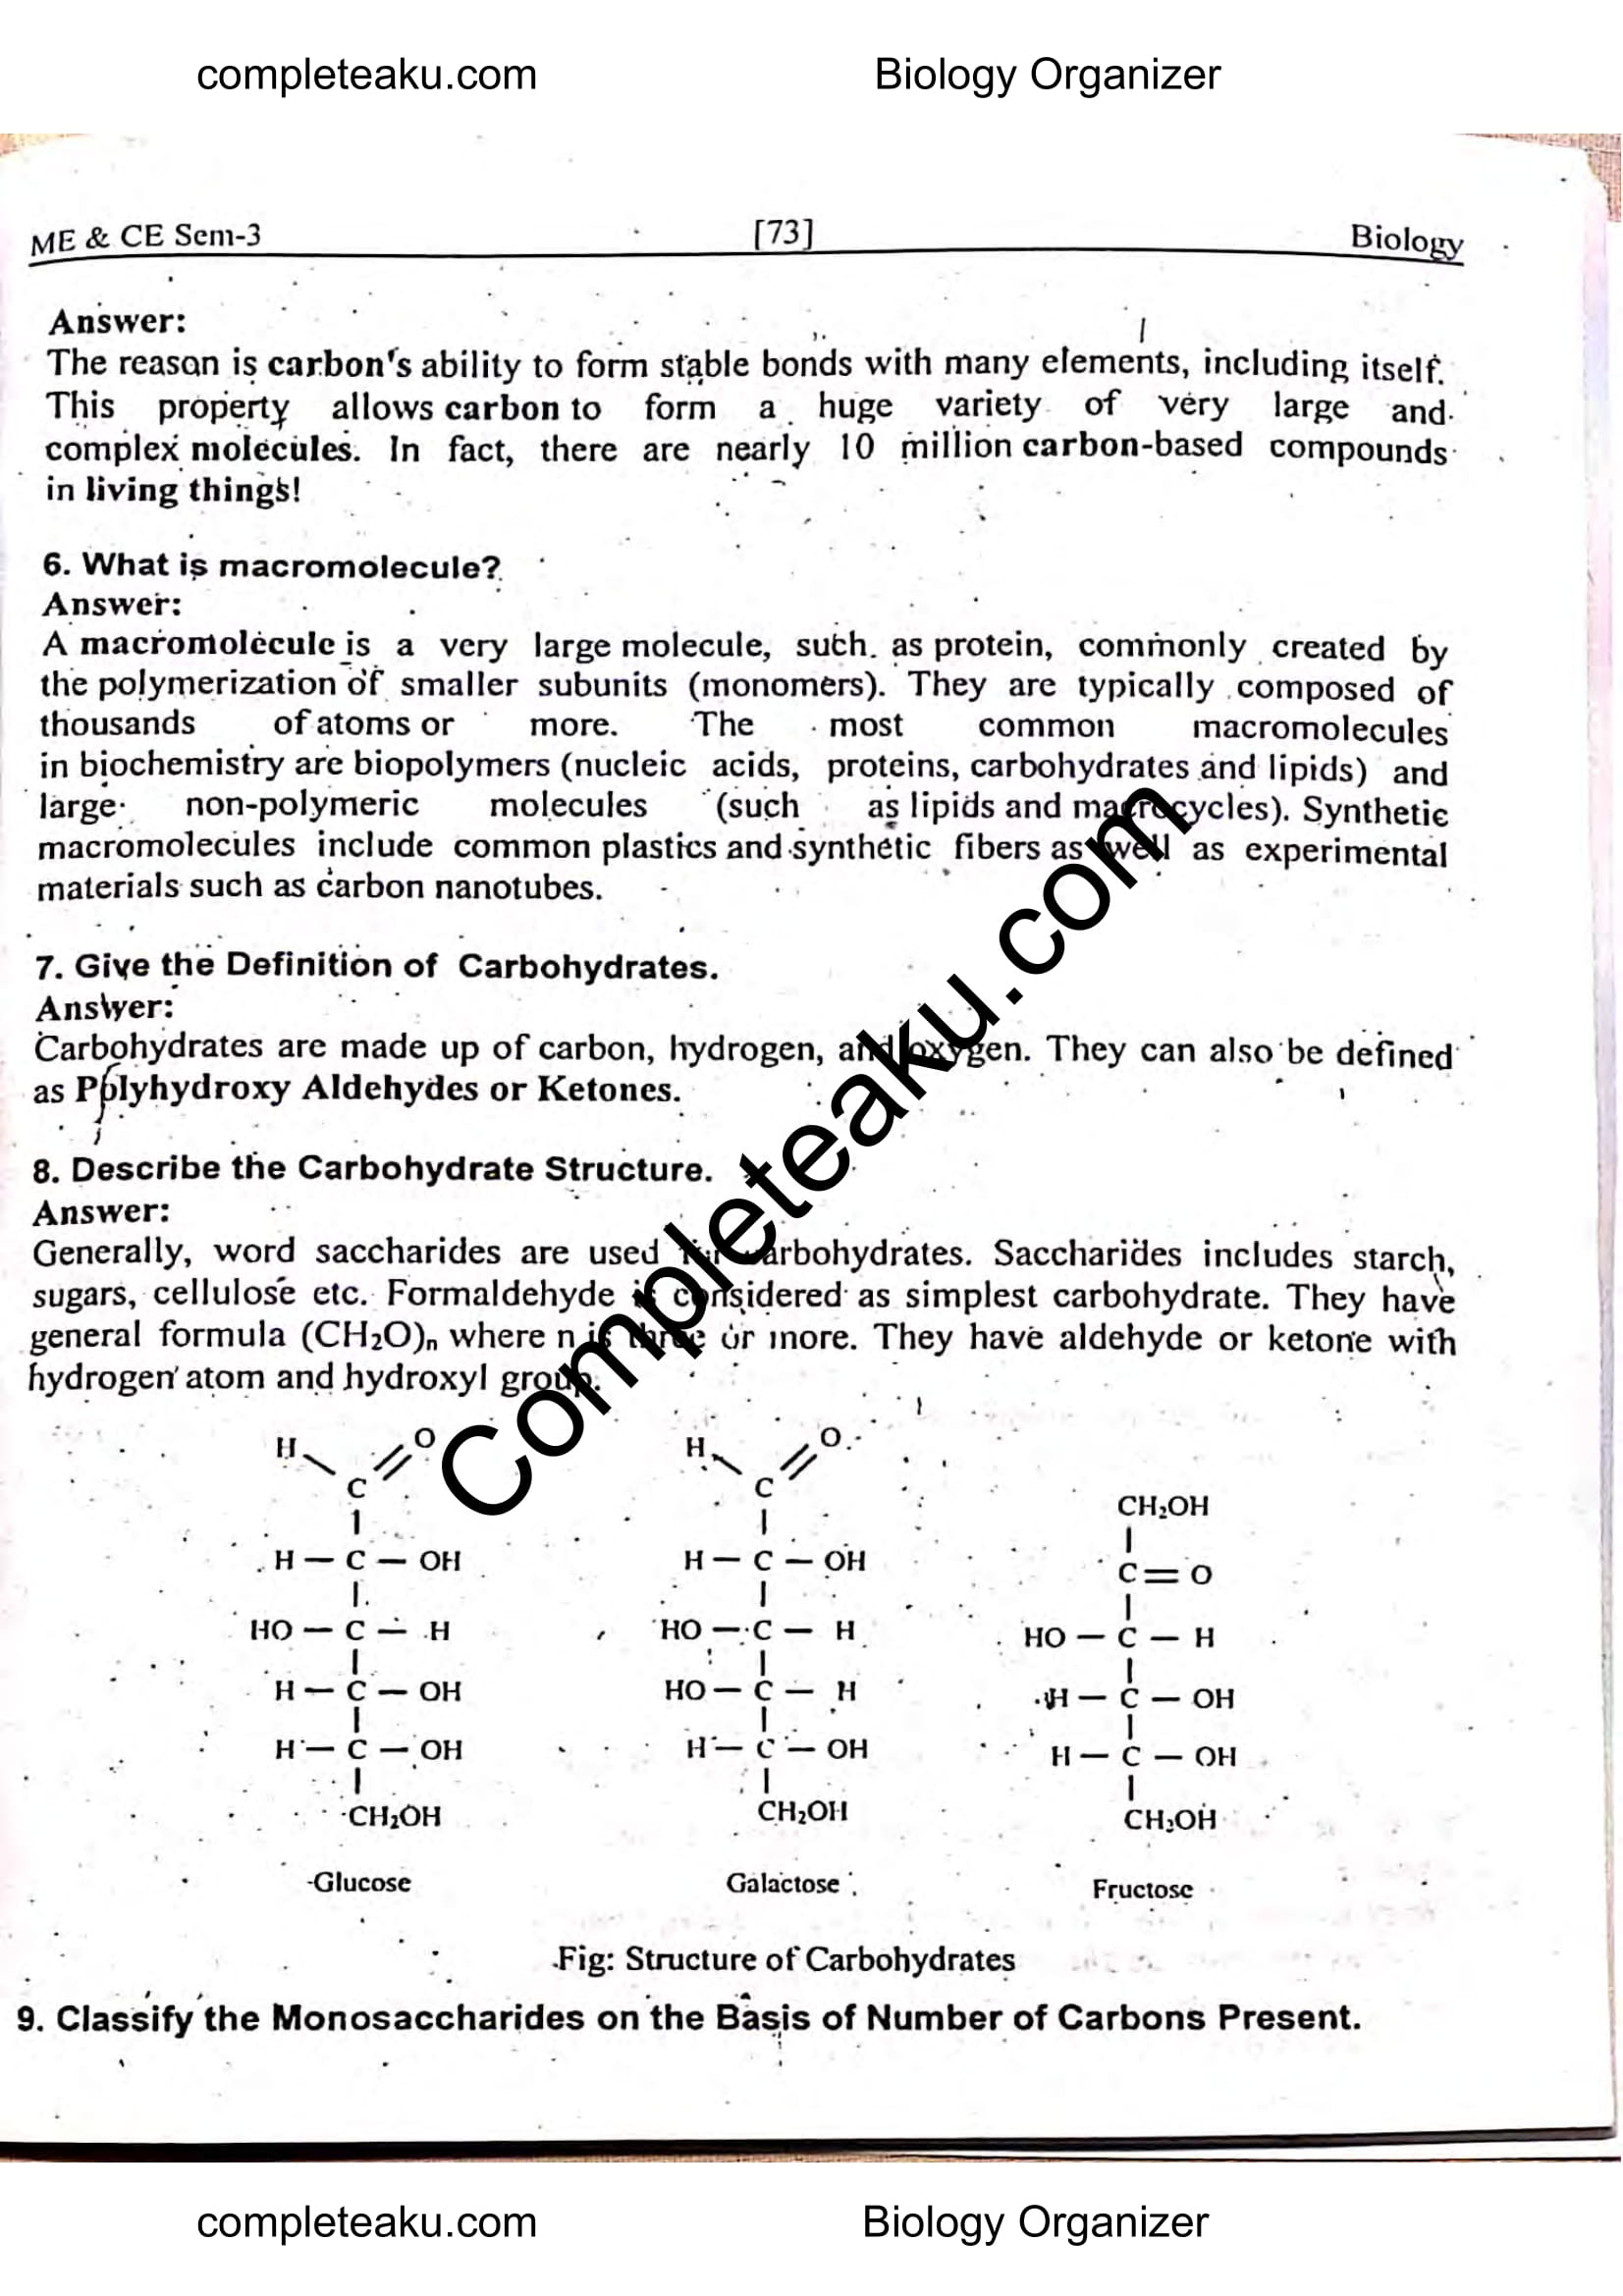 completeaku.com Biology Organizer
ME & CE Sem-3 [73] Biology
Answer:
The reason is carbon's ability to form stable bonds with many elements, including itself.
This property allows carbon to form a huge variety of very large and
complex molecules. In fact, there are nearly 10 million carbon-based compounds
in living things!
6. What is macromolecule?
Answer:
A macromolecule is a very large molecule, such as protein, commonly created by
the polymerization of smaller subunits (monomers). They are typically composed of
thousands of atoms or more. The most common macromolecules
in biochemistry are biopolymers (nucleic acids, proteins, carbohydrates and lipids) and
large non-polymeric molecules (such as lipids and macrocycles). Synthetic
macromolecules include common plastics and synthetic fibers as well as experimental
materials such as carbon nanotubes.
7. Give the Definition of Carbohydrates.
Answer:
Carbohydrates are made up of carbon, hydrogen, and oxygen. They can also be defined
as Polyhydroxy Aldehydes or Ketones.
8. Describe the Carbohydrate Structure.
Answer:
Generally, word saccharides are used for carbohydrates. Saccharides includes starch,
sugars, cellulose etc. Formaldehyde is considered as simplest carbohydrate. They have
general formula (CH₂O)ₙ where n is three or more. They have aldehyde or ketone with
hydrogen atom and hydroxyl group.
Completeaku.com
H O
C
H — C — OH
HO — C — H
H — C — OH
H — C — OH
CH₂OH
Glucose
H O
C
H — C — OH
HO — C — H
HO — C — H
H — C — OH
CH₂OH
Galactose
CH₂OH
C = O
HO — C — H
H — C — OH
H — C — OH
CH₂OH
Fructose
Fig: Structure of Carbohydrates
9. Classify the Monosaccharides on the Basis of Number of Carbons Present.
completeaku.com Biology Organizer